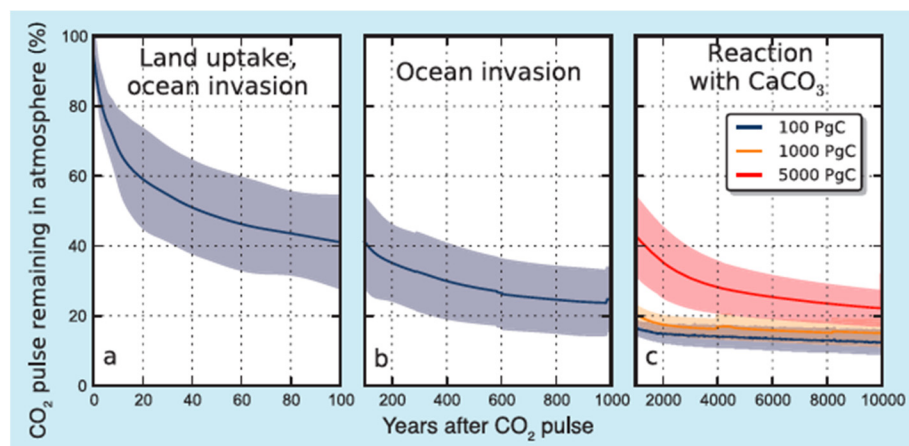 CO₂ pulse remaining in atmosphere (%)
100
80
60
40
20
0
Land uptake,
ocean invasion
a
0 20 40 60 80 100
Ocean invasion
b
200 400 600 800 1000
Reaction
with CaCO₃
100 PgC
1000 PgC
5000 PgC
c
2000 4000 6000 8000 10000
Years after CO₂ pulse